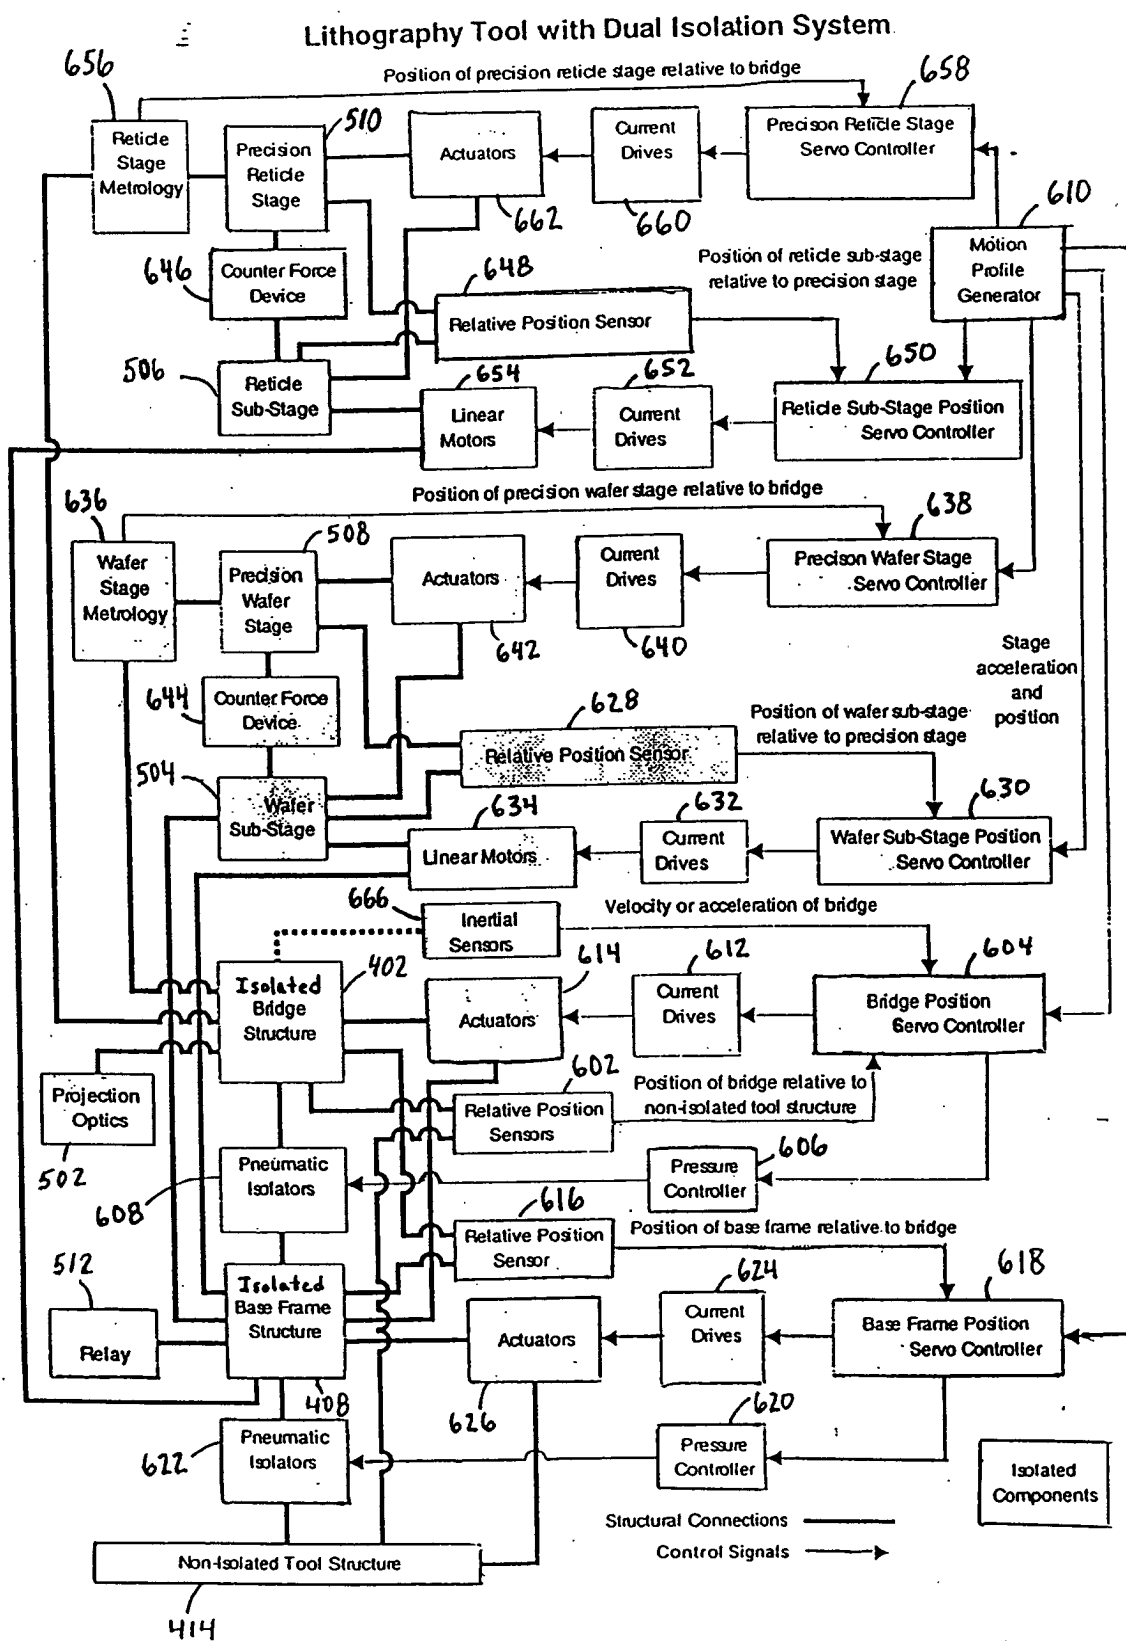 Lithography Tool with Dual Isolation System
656
Position of precision reticle stage relative to bridge
658
Reticle
Stage
Metrology
510
Precision
Reticle
Stage
Actuators
662
Current
Drives
660
Precison Reticle Stage
Servo Controller
610
Motion
Profile
Generator
646
Counter Force
Device
648
Relative Position Sensor
Position of reticle sub-stage
relative to precision stage
506
Reticle
Sub-Stage
654
Linear
Motors
652
Current
Drives
650
Reticle Sub-Stage Position
Servo Controller
636
Position of precision wafer stage relative to bridge
638
Wafer
Stage
Metrology
508
Precision
Wafer
Stage
Actuators
642
Current
Drives
640
Precison Wafer Stage
Servo Controller
Stage
acceleration
and
position
644
Counter Force
Device
628
Relative Position Sensor
Position of wafer sub-stage
relative to precision stage
504
Wafer
Sub-Stage
634
Linear Motors
632
Current
Drives
630
Wafer Sub-Stage Position
Servo Controller
666
Inertial
Sensors
Velocity or acceleration of bridge
402
Isolated
Bridge
Structure
614
Actuators
612
Current
Drives
604
Bridge Position
Servo Controller
Projection
Optics
502
602
Relative Position
Sensors
Position of bridge relative to
non-isolated tool structure
608
Pneumatic
Isolators
606
Pressure
Controller
616
Relative Position
Sensor
Position of base frame relative to bridge
512
Relay
Isolated
Base Frame
Structure
408
Actuators
626
624
Current
Drives
618
Base Frame Position
Servo Controller
622
Pneumatic
Isolators
620
Pressure
Controller
Isolated
Components
Structural Connections
Control Signals
Non-Isolated Tool Structure
414